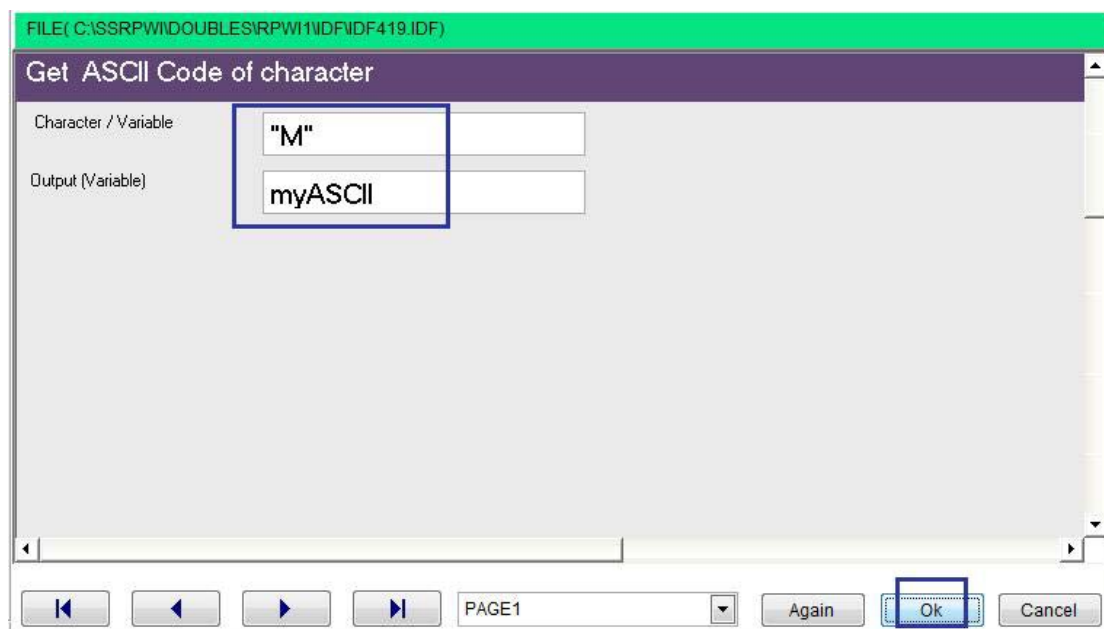 FILE( C:\SSRPWI\DOUBLES\RPWI1\IDF\IDF419.IDF)
Get ASCII Code of character
Character / Variable
"M"
Output (Variable)
myASCII
PAGE1
Again
Ok
Cancel